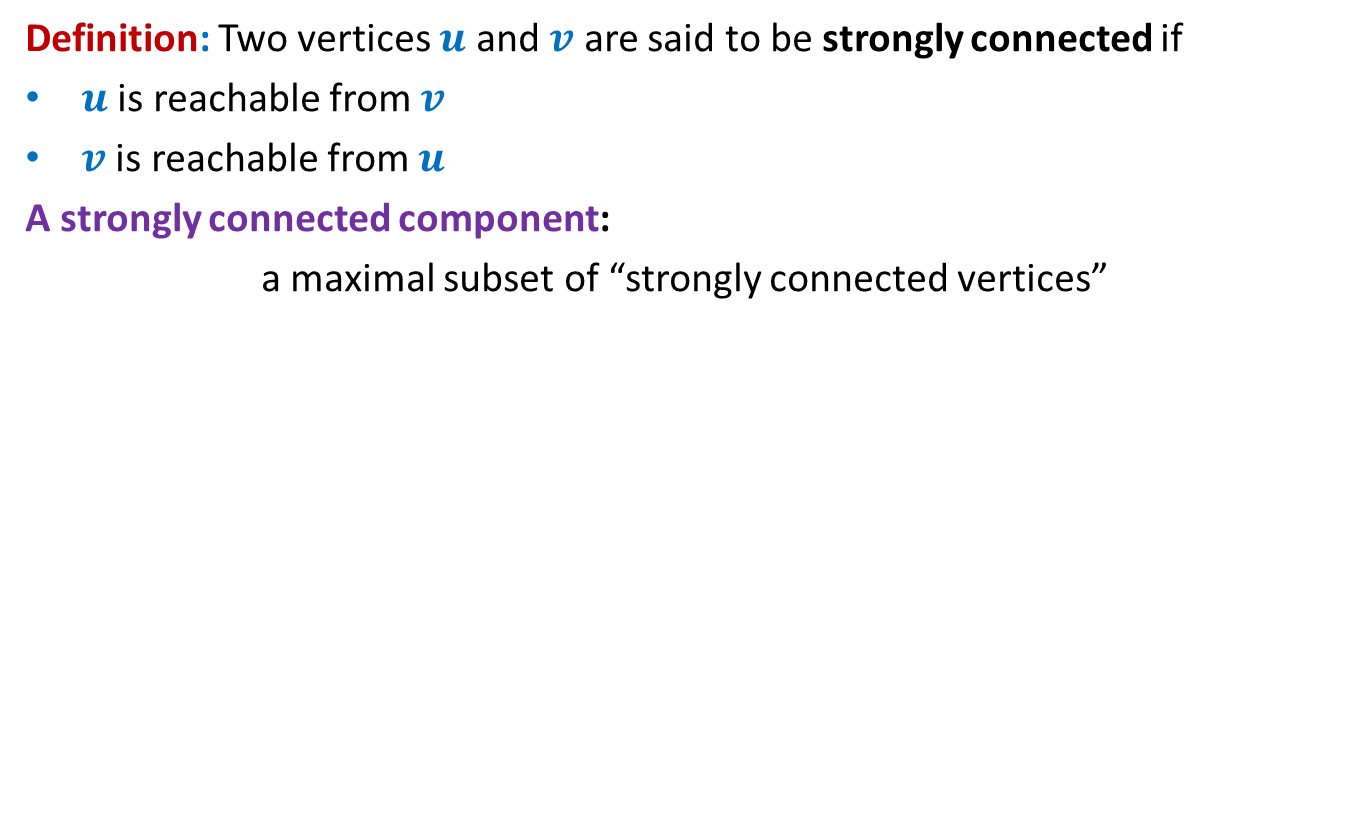 Definition: Two vertices 𝒖 and 𝒗 are said to be strongly connected if
• 𝒖 is reachable from 𝒗
• 𝒗 is reachable from 𝒖
A strongly connected component:
a maximal subset of “strongly connected vertices”